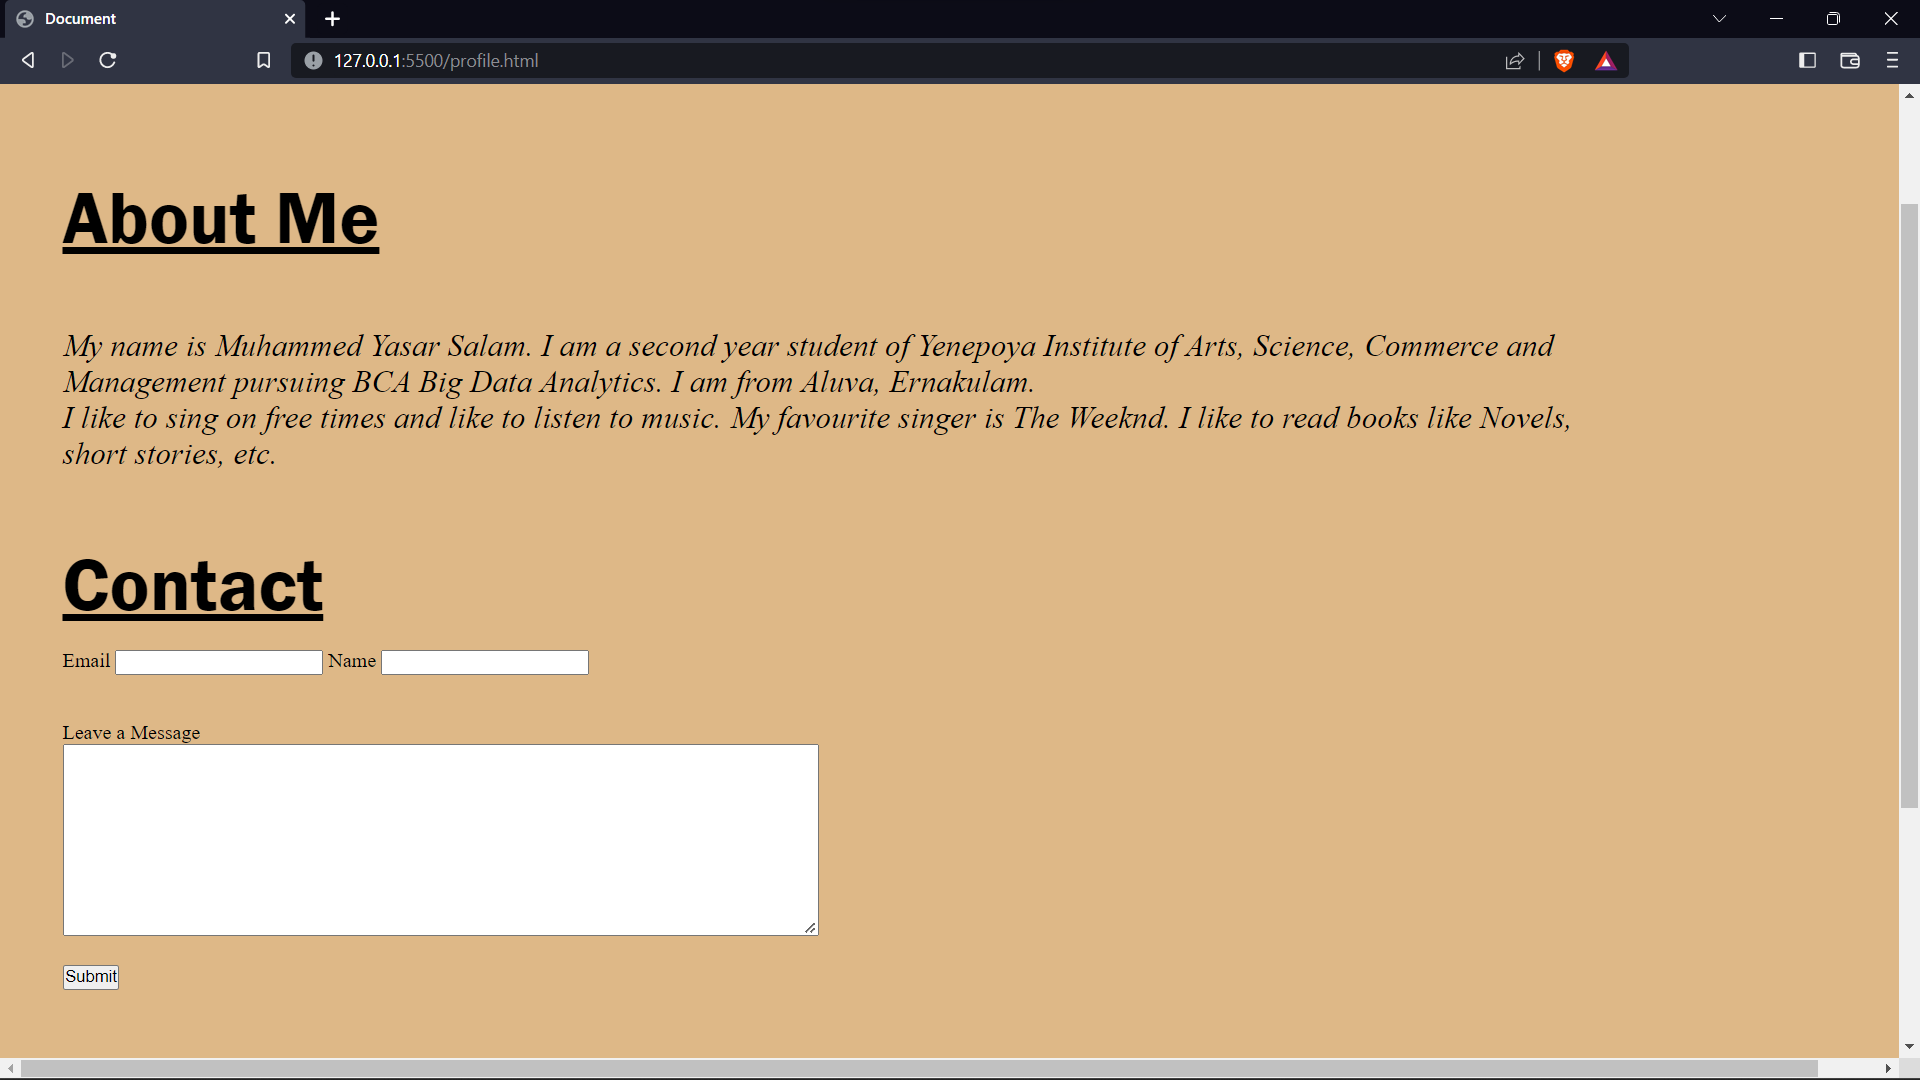 Document
127.0.0.1:5500/profile.html
About Me
My name is Muhammed Yasar Salam. I am a second year student of Yenepoya Institute of Arts, Science, Commerce and
Management pursuing BCA Big Data Analytics. I am from Aluva, Ernakulam.
I like to sing on free times and like to listen to music. My favourite singer is The Weeknd. I like to read books like Novels,
short stories, etc.
Contact
Email Name
Leave a Message
Submit